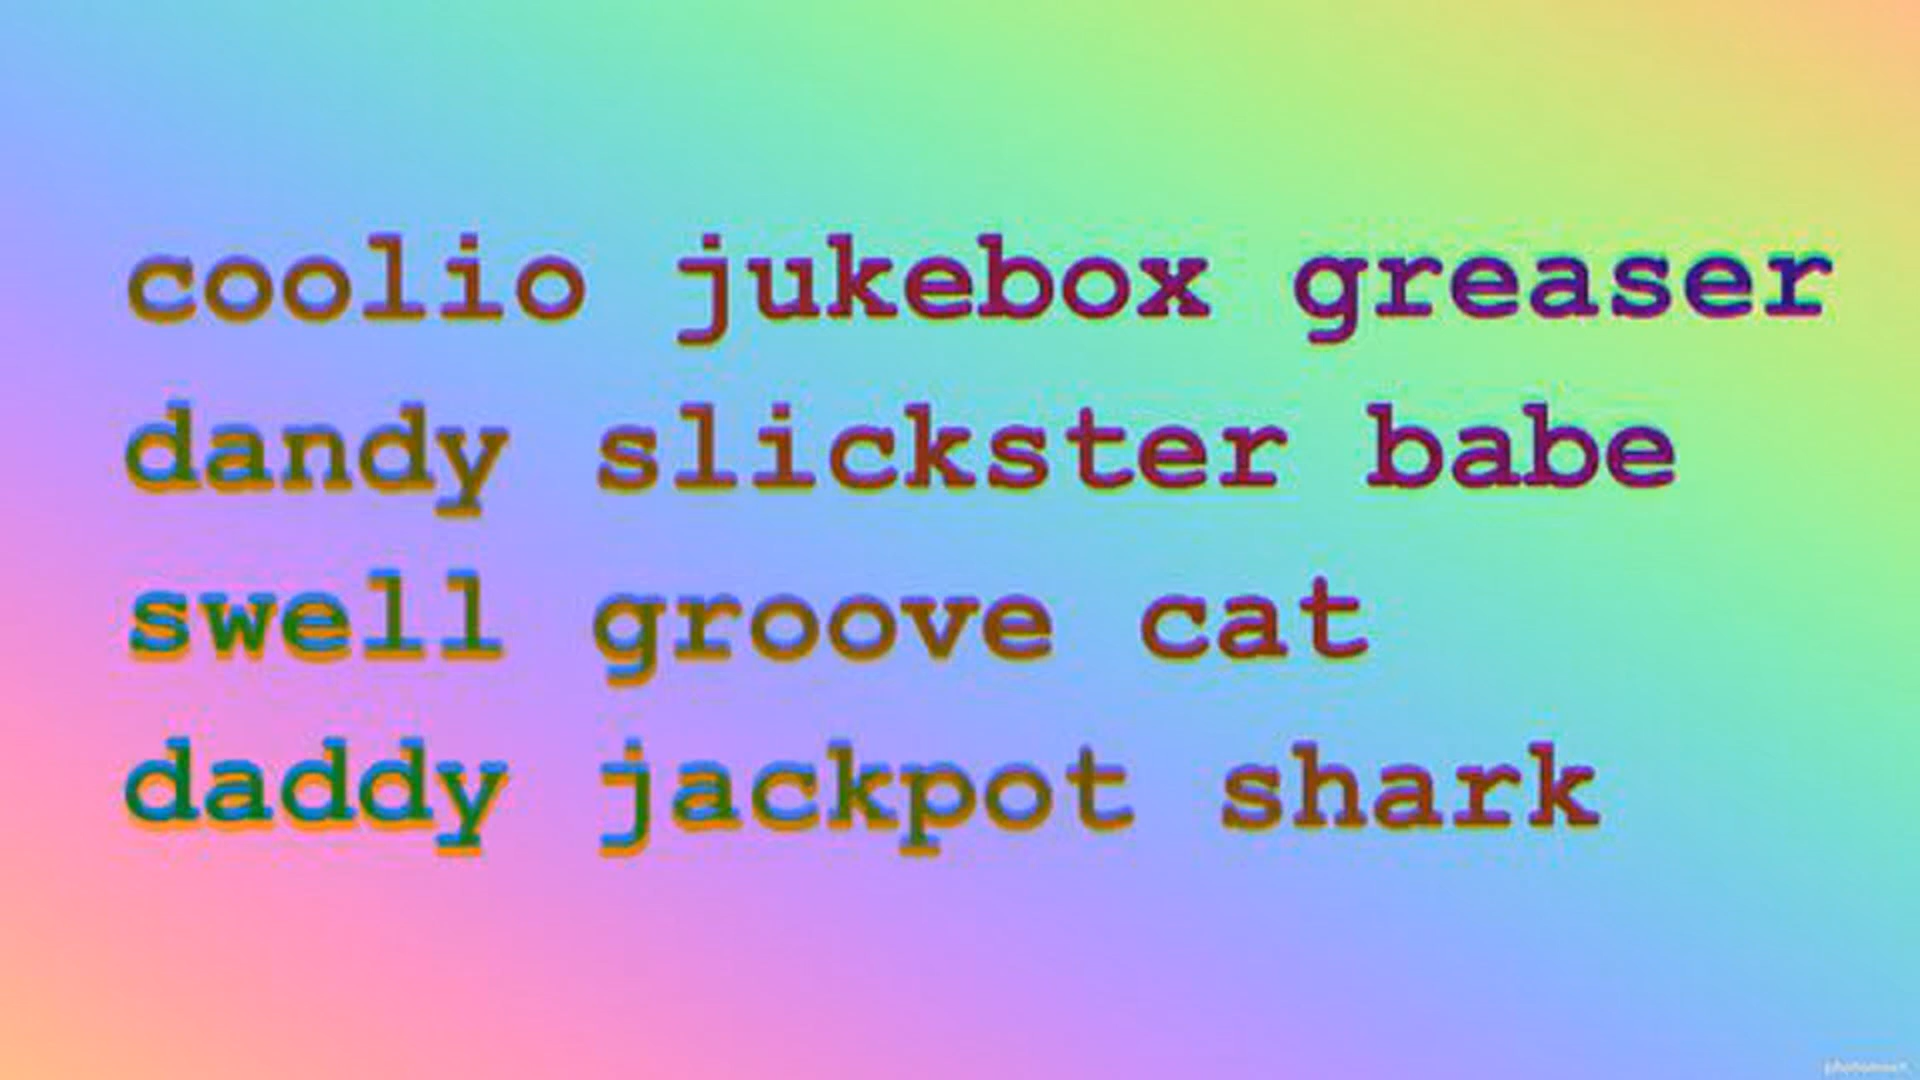 coolio jukebox greaser
dandy slickster babe
swell groove cat
daddy jackpot shark